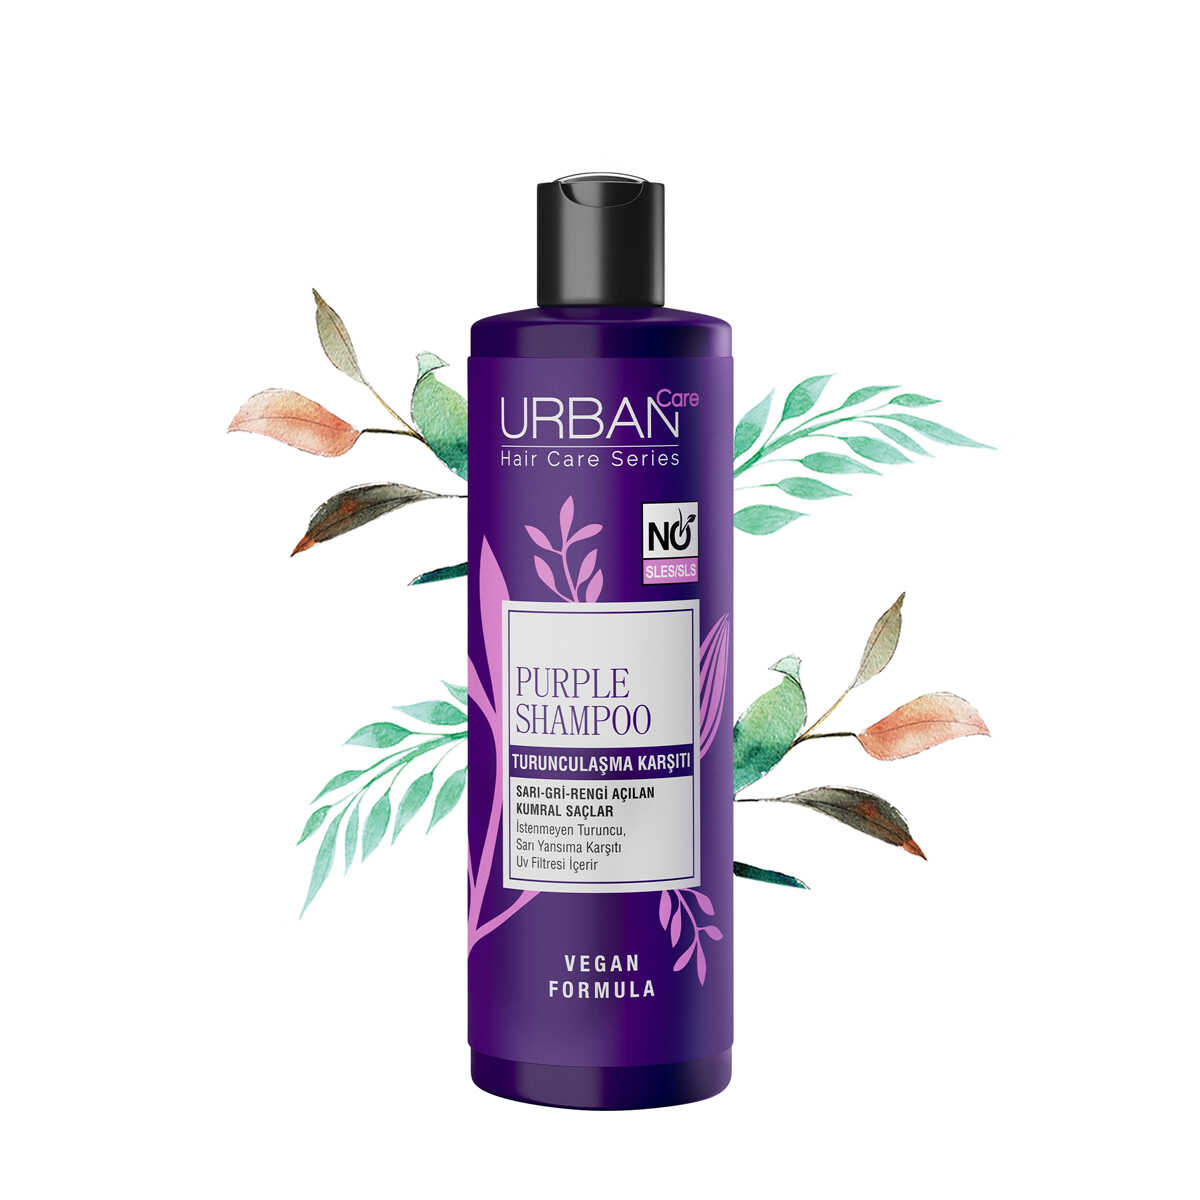 URBAN Care
Hair Care Series
NO
SLES/SLS
PURPLE
SHAMPOO
TURUNCULAŞMA KARŞITI
SARI-GRİ-RENGİ AÇILAN
KUMRAL SAÇLAR
İstenmeyen Turuncu,
Sarı Yansıma Karşıtı
Uv Filtresi İçerir
VEGAN
FORMULA